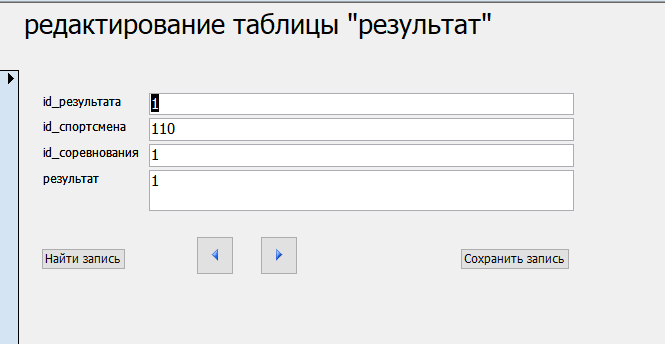 редактирование таблицы "результат"
id_результата 1
id_спортсмена 110
id_соревнования 1
результат 1
Найти запись Сохранить запись